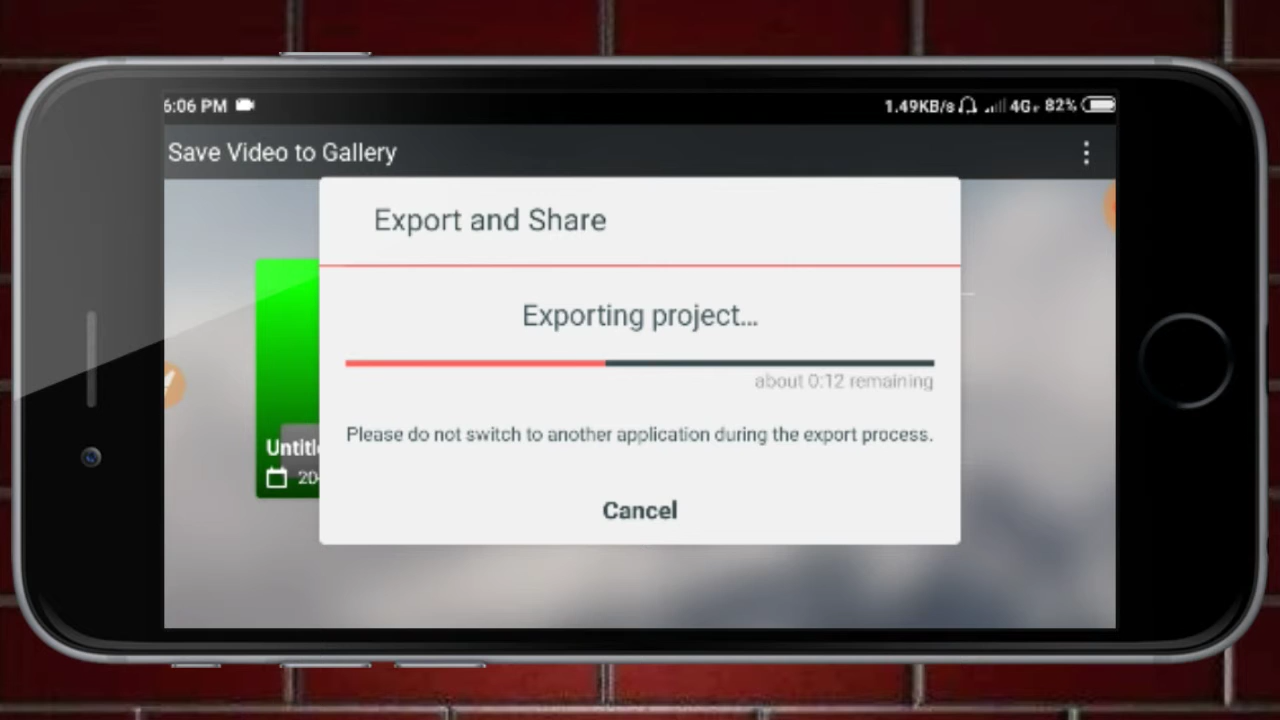 6:06 PM
1.49KB/s 4G 82%
Save Video to Gallery
Export and Share
Exporting project...
about 0:12 remaining
Please do not switch to another application during the export process.
Cancel